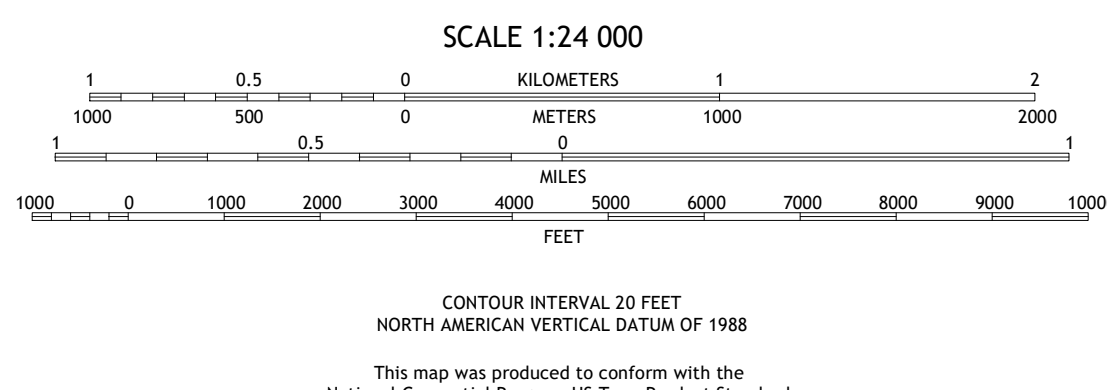 SCALE 1:24 000
1 0.5 0 KILOMETERS 1 2
1000 500 0 METERS 1000 2000
1 0.5 0 1
MILES
1000 0 1000 2000 3000 4000 5000 6000 7000 8000 9000 1000
FEET
CONTOUR INTERVAL 20 FEET
NORTH AMERICAN VERTICAL DATUM OF 1988
This map was produced to conform with the